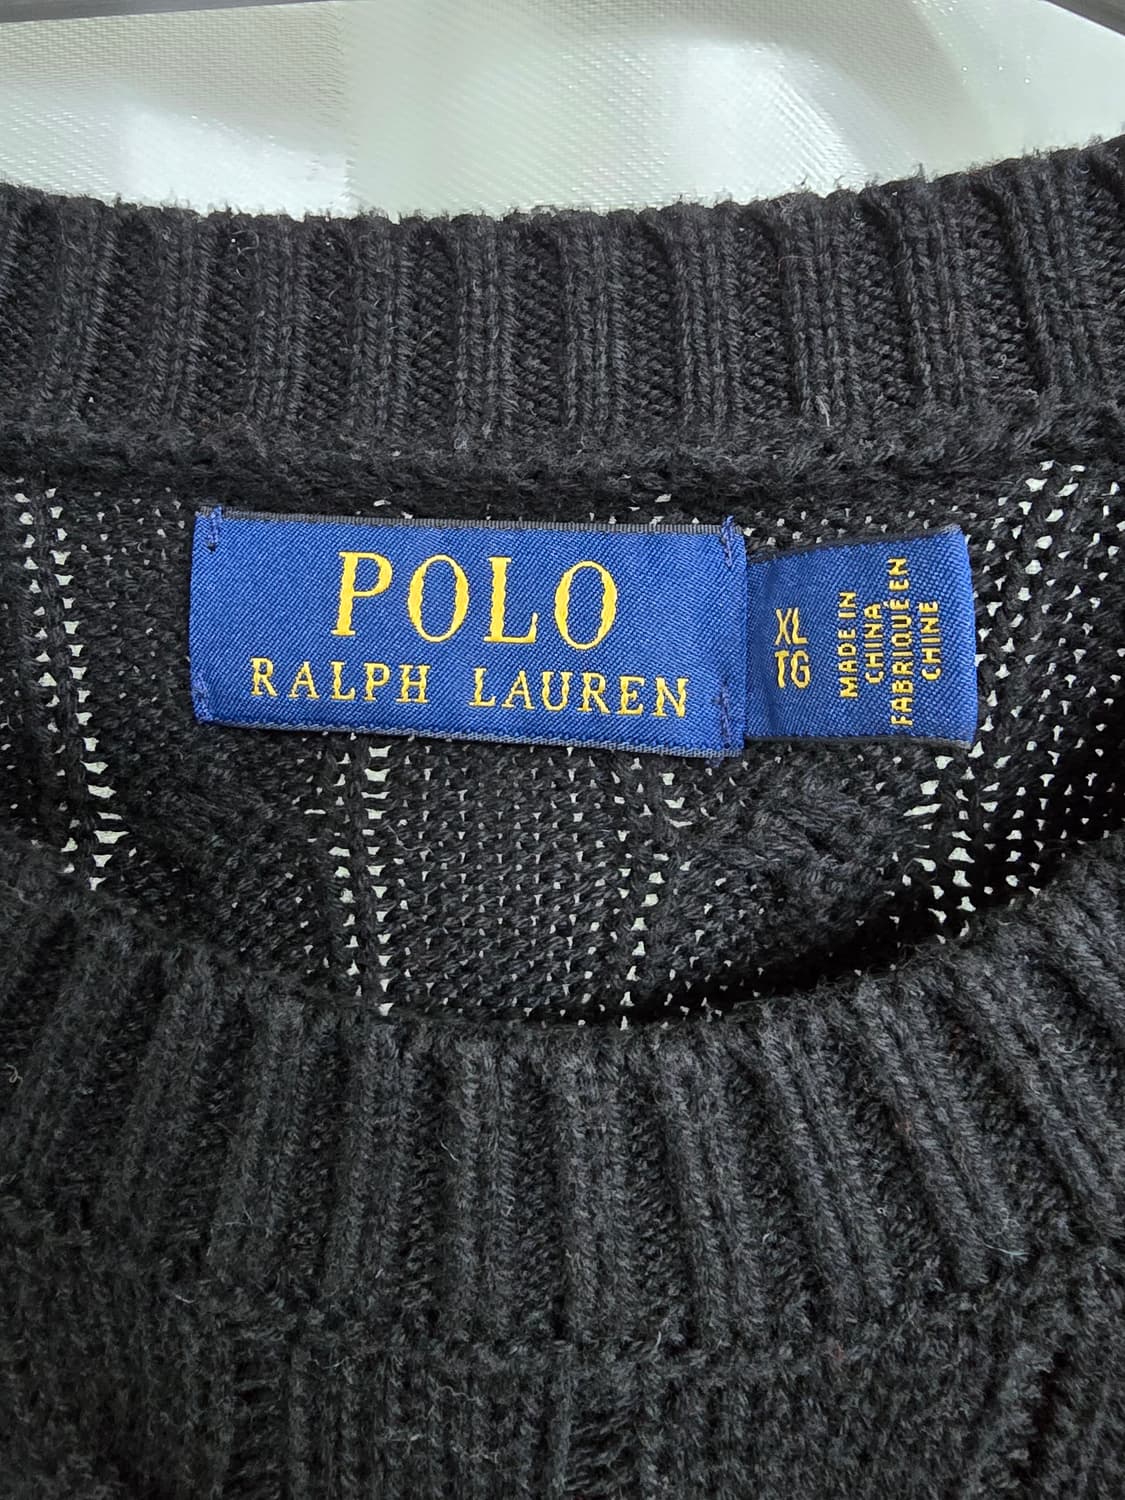 POLO
RALPH LAUREN
XL
TG
MADE IN
CHINA
FABRIQUÉ EN
CHINE